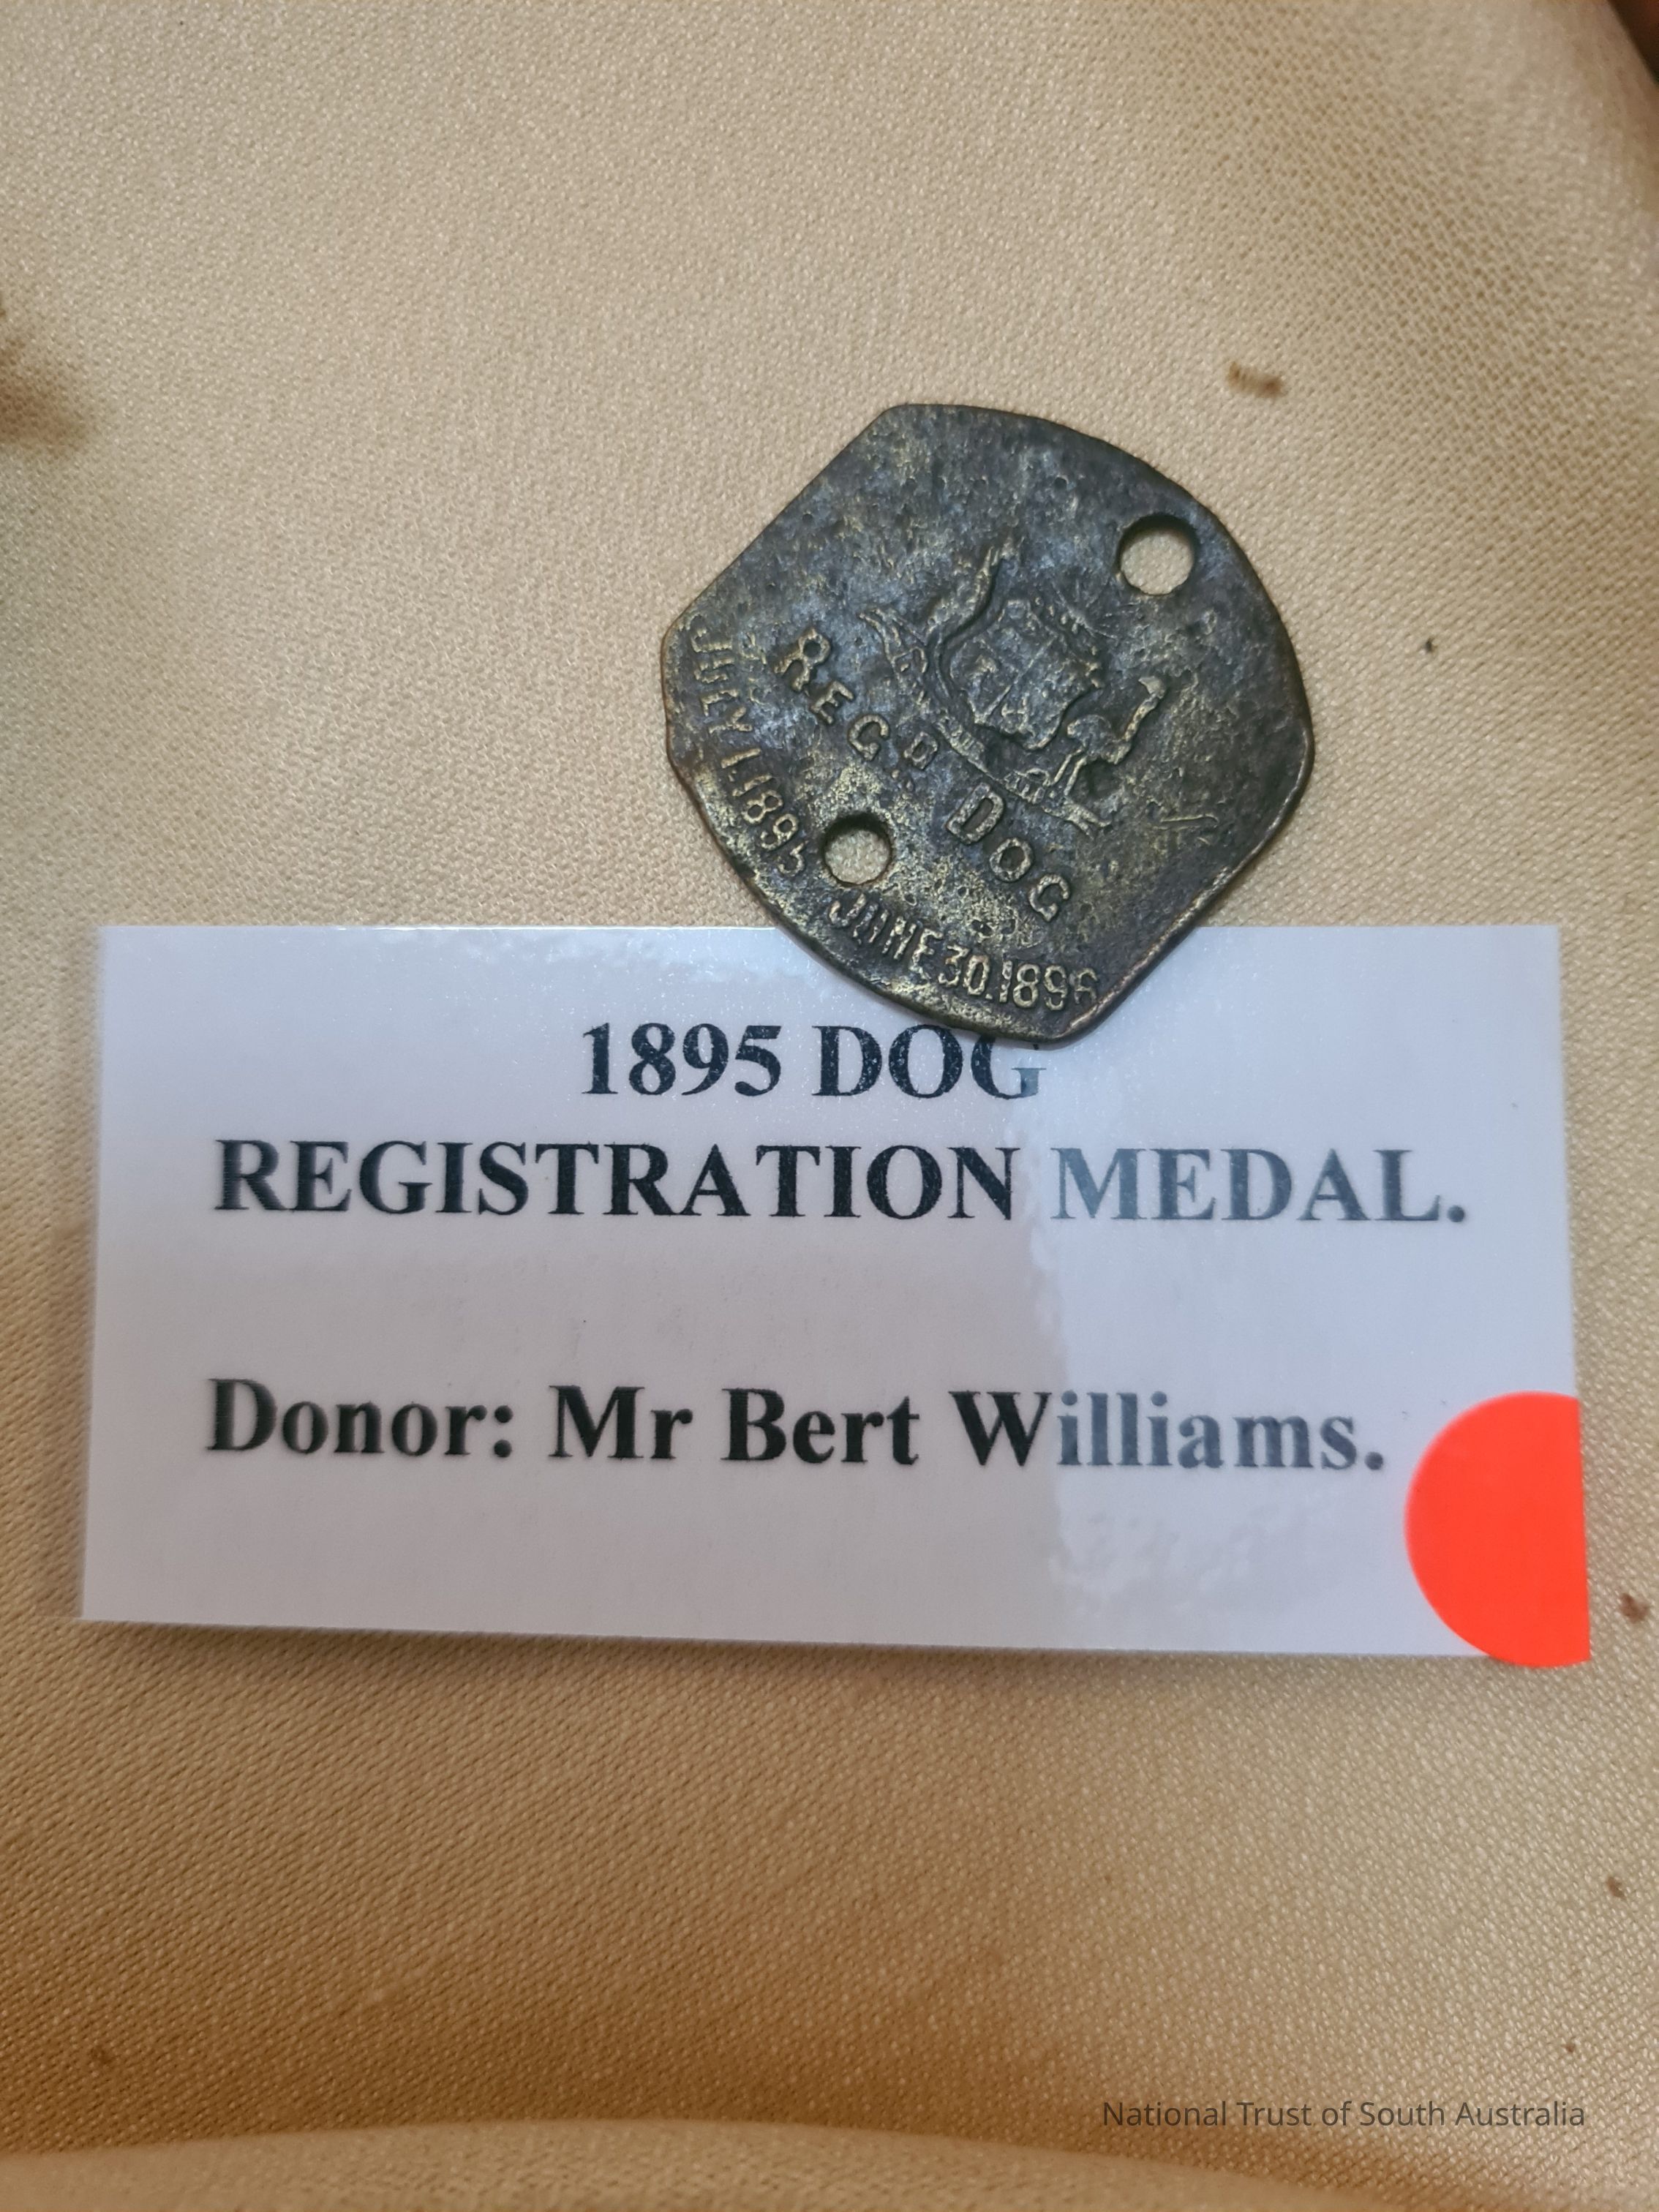 REGD DOG
JULY 1.1895 JUNE 30.1896
1895 DOG
REGISTRATION MEDAL.
Donor: Mr Bert Williams.
National Trust of South Australia